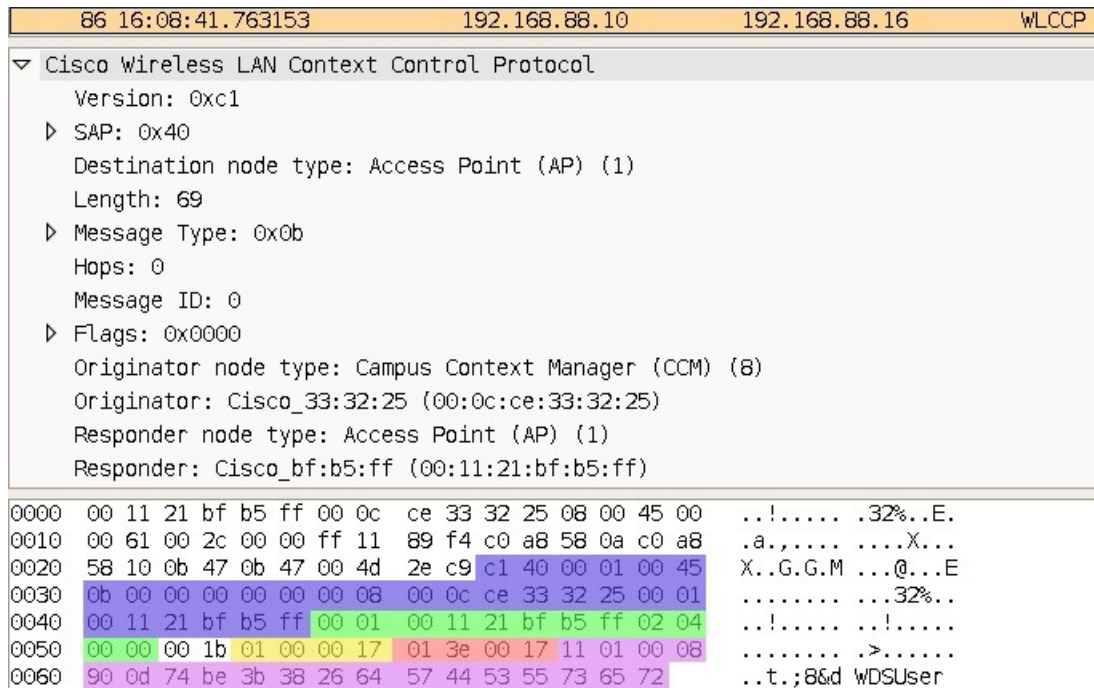 86 16:08:41.763153 192.168.88.10 192.168.88.16 WLCCP
Cisco Wireless LAN Context Control Protocol
Version: 0xc1
SAP: 0x40
Destination node type: Access Point (AP) (1)
Length: 69
Message Type: 0x0b
Hops: 0
Message ID: 0
Flags: 0x0000
Originator node type: Campus Context Manager (CCM) (8)
Originator: Cisco_33:32:25 (00:0c:ce:33:32:25)
Responder node type: Access Point (AP) (1)
Responder: Cisco_bf:b5:ff (00:11:21:bf:b5:ff)
0000 00 11 21 bf b5 ff 00 0c ce 33 32 25 08 00 45 00 ..!..... .32%..E.
0010 00 61 00 2c 00 00 ff 11 89 f4 c0 a8 58 0a c0 a8 .a.,.... ....X...
0020 58 10 0b 47 0b 47 00 4d 2e c9 c1 40 00 01 00 45 X..G.G.M ...@...E
0030 0b 00 00 00 00 00 00 08 00 0c ce 33 32 25 00 01 ........ ...32%..
0040 00 11 21 bf b5 ff 00 01 00 11 21 bf b5 ff 02 04 ..!..... ..!.....
0050 00 00 00 1b 01 00 00 17 01 3e 00 17 11 01 00 08 ........ .>......
0060 90 0d 74 be 3b 38 26 64 57 44 53 55 73 65 72 ..t.;8&d WDSUser